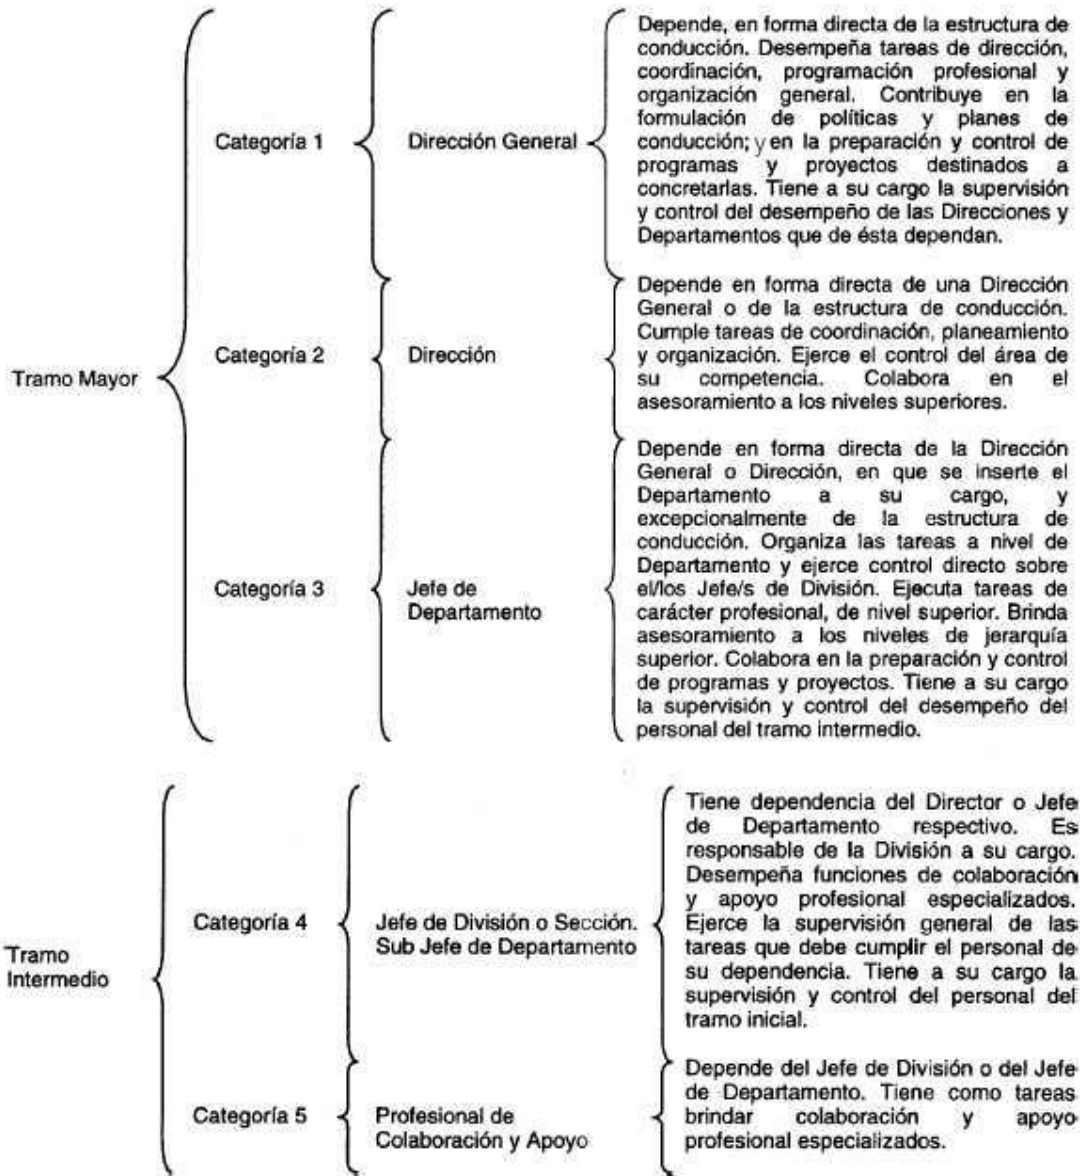 Tramo Mayor
Categoría 1
Dirección General
Depende, en forma directa de la estructura de
conducción. Desempeña tareas de dirección,
coordinación, programación profesional y
organización general. Contribuye en la
formulación de políticas y planes de
conducción; y en la preparación y control de
programas y proyectos destinados a
concretarlas. Tiene a su cargo la supervisión
y control del desempeño de las Direcciones y
Departamentos que de ésta dependan.
Categoría 2
Dirección
Depende en forma directa de una Dirección
General o de la estructura de conducción.
Cumple tareas de coordinación, planeamiento
y organización. Ejerce el control del área de
su competencia. Colabora en el
asesoramiento a los niveles superiores.
Categoría 3
Jefe de
Departamento
Depende en forma directa de la Dirección
General o Dirección, en que se inserte el
Departamento a su cargo, y
excepcionalmente de la estructura de
conducción. Organiza las tareas a nivel de
Departamento y ejerce control directo sobre
el/los Jefe/s de División. Ejecuta tareas de
carácter profesional, de nivel superior. Brinda
asesoramiento a los niveles de jerarquía
superior. Colabora en la preparación y control
de programas y proyectos. Tiene a su cargo
la supervisión y control del desempeño del
personal del tramo intermedio.
Tramo
Intermedio
Categoría 4
Jefe de División o Sección.
Sub Jefe de Departamento
Tiene dependencia del Director o Jefe
de Departamento respectivo. Es
responsable de la División a su cargo.
Desempeña funciones de colaboración
y apoyo profesional especializados.
Ejerce la supervisión general de las
tareas que debe cumplir el personal de
su dependencia. Tiene a su cargo la
supervisión y control del personal del
tramo inicial.
Categoría 5
Profesional de
Colaboración y Apoyo
Depende del Jefe de División o del Jefe
de Departamento. Tiene como tareas
brindar colaboración y apoyo
profesional especializados.